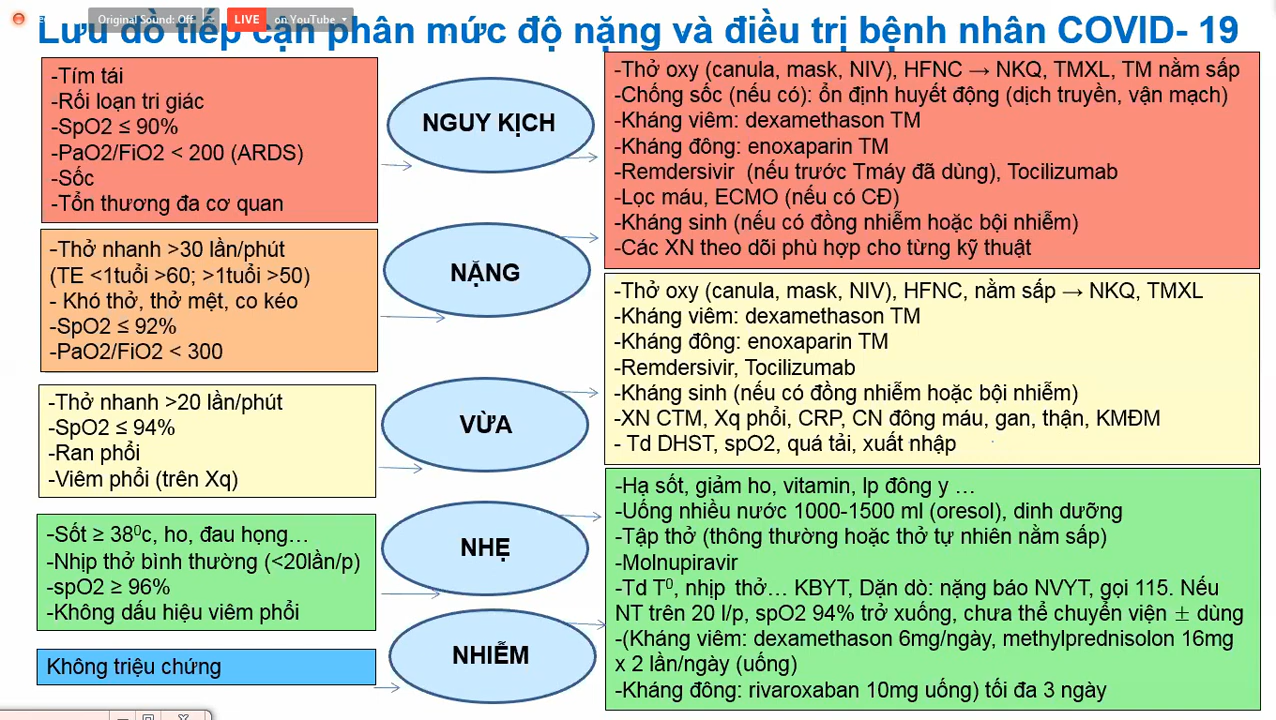 Original Sound: Off
LIVE
on YouTube
Lưu đồ tiếp cận phân mức độ nặng và điều trị bệnh nhân COVID- 19
-Tím tái
-Rối loạn tri giác
-SpO2 ≤ 90%
-PaO2/FiO2 < 200 (ARDS)
-Sốc
-Tổn thương đa cơ quan
NGUY KỊCH
-Thở oxy (canula, mask, NIV), HFNC → NKQ, TMXL, TM nằm sấp
-Chống sốc (nếu có): ổn định huyết động (dịch truyền, vận mạch)
-Kháng viêm: dexamethason TM
-Kháng đông: enoxaparin TM
-Remdersivir (nếu trước Tmáy đã dùng), Tocilizumab
-Lọc máu, ECMO (nếu có CĐ)
-Kháng sinh (nếu có đồng nhiễm hoặc bội nhiễm)
-Các XN theo dõi phù hợp cho từng kỹ thuật
-Thở nhanh >30 lần/phút
(TE <1tuổi >60; >1tuổi >50)
- Khó thở, thở mệt, co kéo
-SpO2 ≤ 92%
-PaO2/FiO2 < 300
NẶNG
-Thở oxy (canula, mask, NIV), HFNC, nằm sấp → NKQ, TMXL
-Kháng viêm: dexamethason TM
-Kháng đông: enoxaparin TM
-Remdersivir, Tocilizumab
-Kháng sinh (nếu có đồng nhiễm hoặc bội nhiễm)
-XN CTM, Xq phổi, CRP, CN đông máu, gan, thận, KMĐM
- Td DHST, spO2, quá tải, xuất nhập
-Thở nhanh >20 lần/phút
-SpO2 ≤ 94%
-Ran phổi
-Viêm phổi (trên Xq)
VỪA
-Sốt ≥ 38⁰c, ho, đau họng…
-Nhịp thở bình thường (<20lần/p)
-spO2 ≥ 96%
-Không dấu hiệu viêm phổi
NHẸ
-Hạ sốt, giảm ho, vitamin, lp đông y …
-Uống nhiều nước 1000-1500 ml (oresol), dinh dưỡng
-Tập thở (thông thường hoặc thở tự nhiên nằm sấp)
-Molnupiravir
-Td T⁰, nhịp thở… KBYT, Dặn dò: nặng báo NVYT, gọi 115. Nếu
NT trên 20 l/p, spO2 94% trở xuống, chưa thể chuyển viện ± dùng
-(Kháng viêm: dexamethason 6mg/ngày, methylprednisolon 16mg
x 2 lần/ngày (uống)
-Kháng đông: rivaroxaban 10mg uống) tối đa 3 ngày
Không triệu chứng
NHIỄM